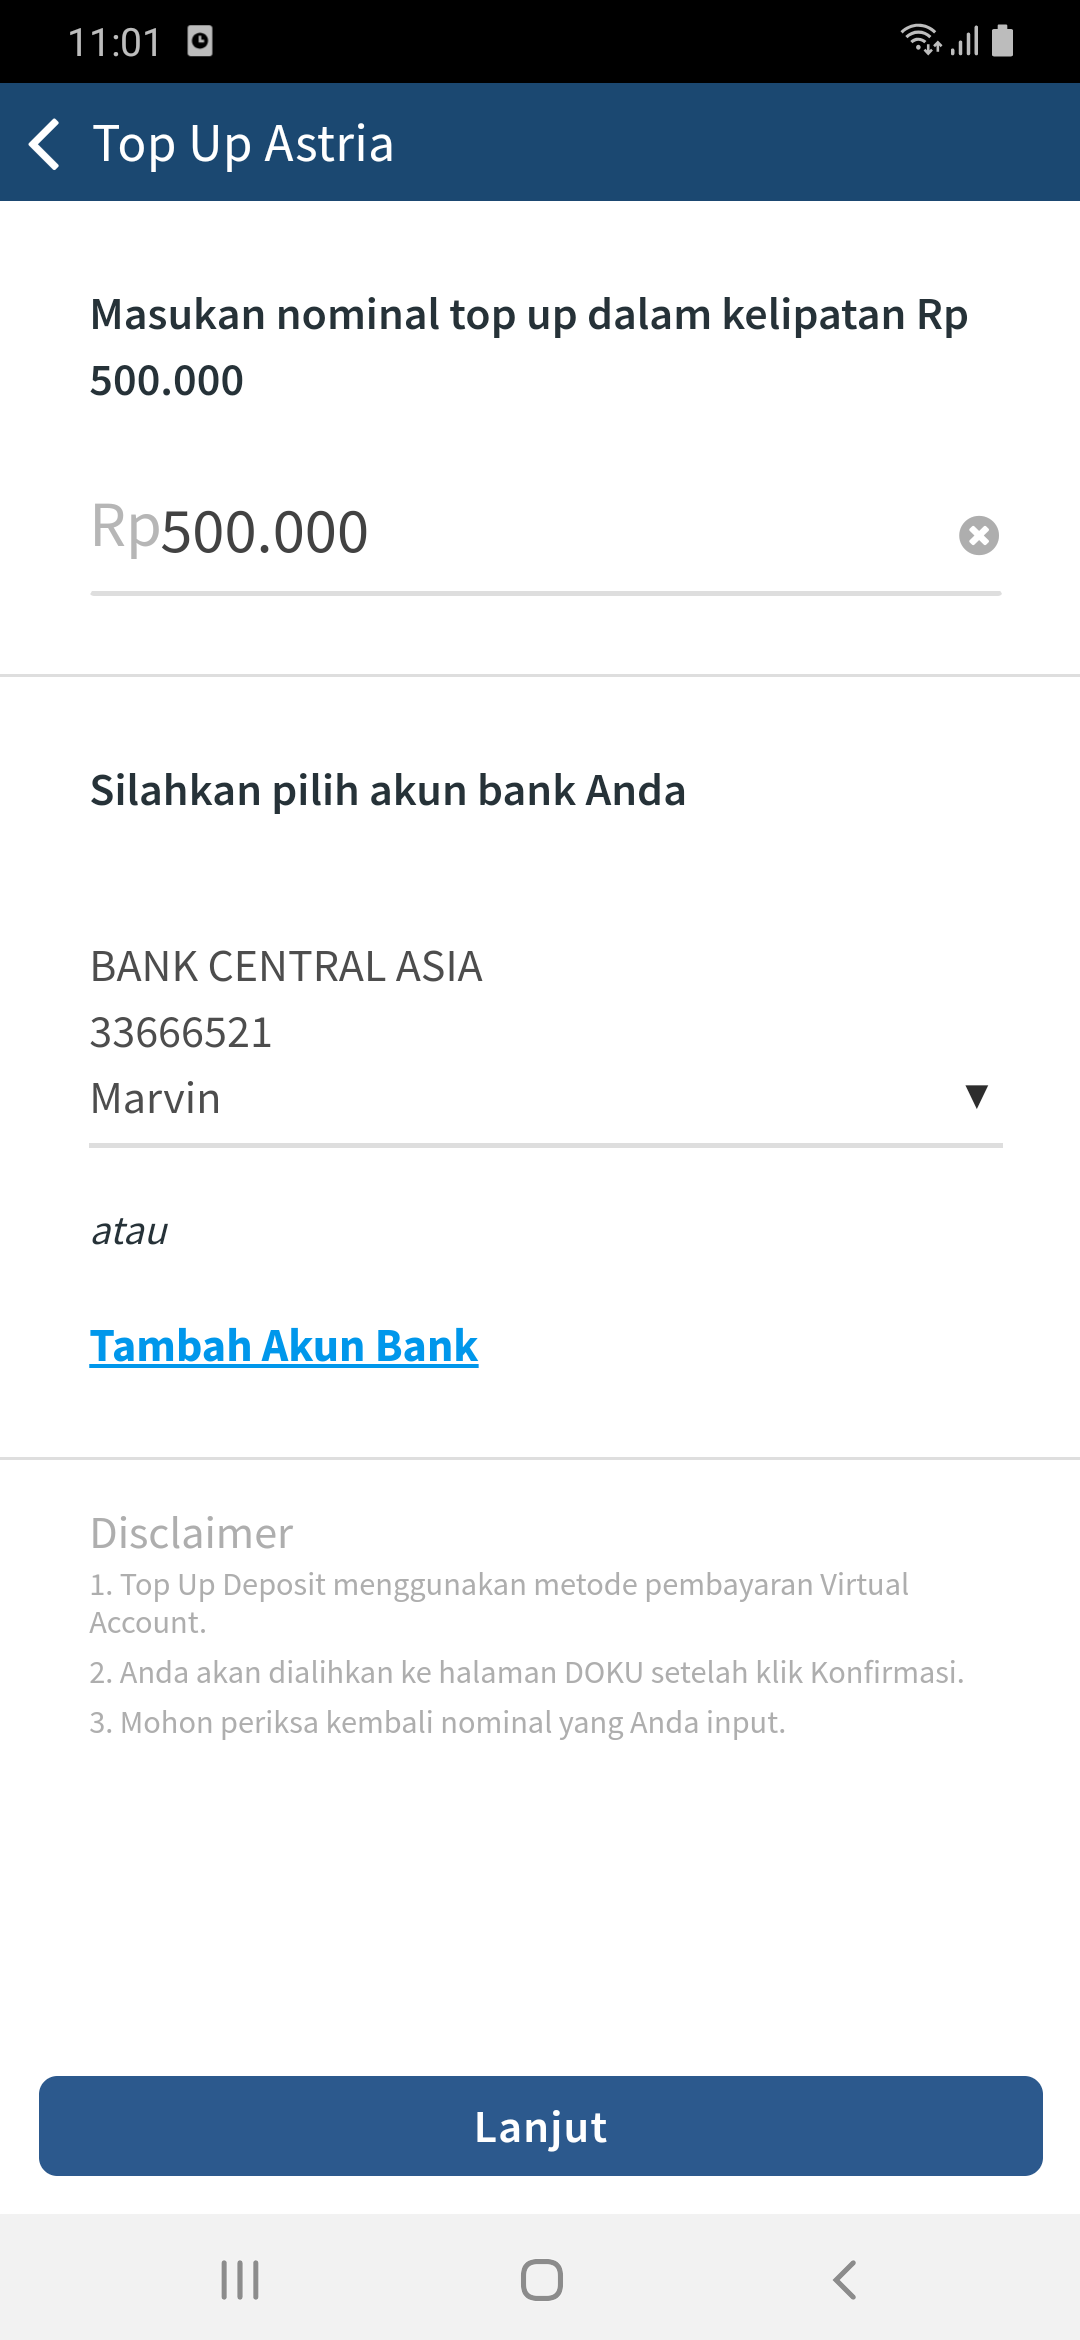 11:01
Top Up Astria
Masukan nominal top up dalam kelipatan Rp
500.000
Rp500.000
Silahkan pilih akun bank Anda
BANK CENTRAL ASIA
33666521
Marvin
atau
Tambah Akun Bank
Disclaimer
1. Top Up Deposit menggunakan metode pembayaran Virtual
Account.
2. Anda akan dialihkan ke halaman DOKU setelah klik Konfirmasi.
3. Mohon periksa kembali nominal yang Anda input.
Lanjut